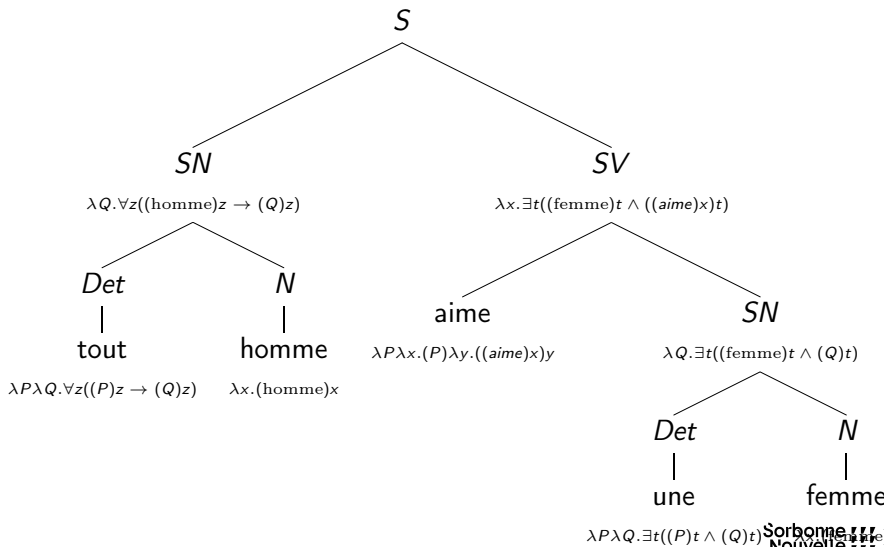 S
SN SV
λQ.∀z((homme)z → (Q)z) λx.∃t((femme)t ∧ ((aime)x)t)
Det N aime SN
tout homme λPλx.(P)λy.((aime)x)y λQ.∃t((femme)t ∧ (Q)t)
λPλQ.∀z((P)z → (Q)z) λx.(homme)x
Det N
une femme
λPλQ.∃t((P)t ∧ (Q)t) Sorbonne
Nouvelle